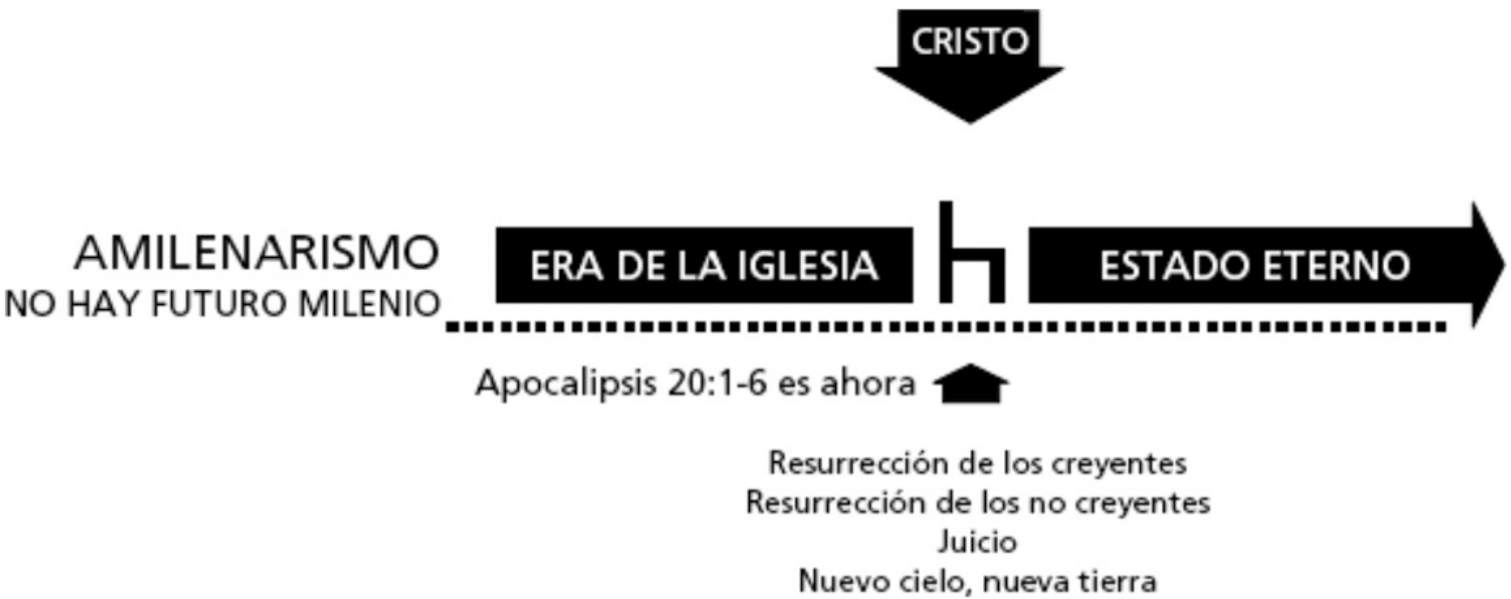 CRISTO
AMILENARISMO
NO HAY FUTURO MILENIO
ERA DE LA IGLESIA
ESTADO ETERNO
Apocalipsis 20:1-6 es ahora
Resurrección de los creyentes
Resurrección de los no creyentes
Juicio
Nuevo cielo, nueva tierra